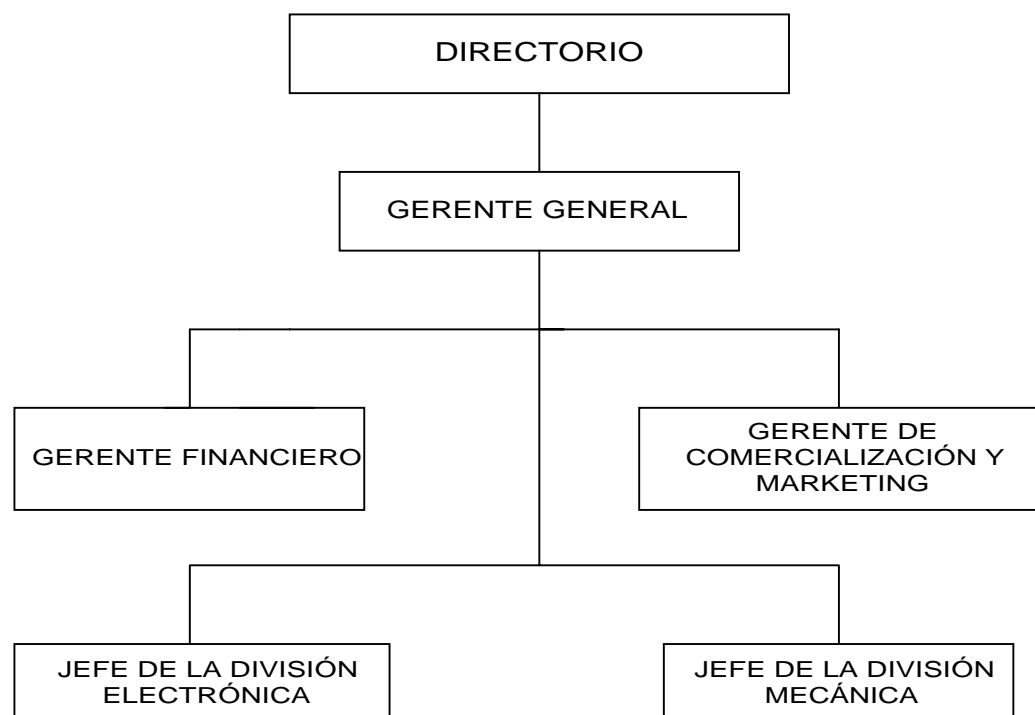 DIRECTORIO
GERENTE GENERAL
GERENTE FINANCIERO
GERENTE DE
COMERCIALIZACIÓN Y
MARKETING
JEFE DE LA DIVISIÓN
ELECTRÓNICA
JEFE DE LA DIVISIÓN
MECÁNICA